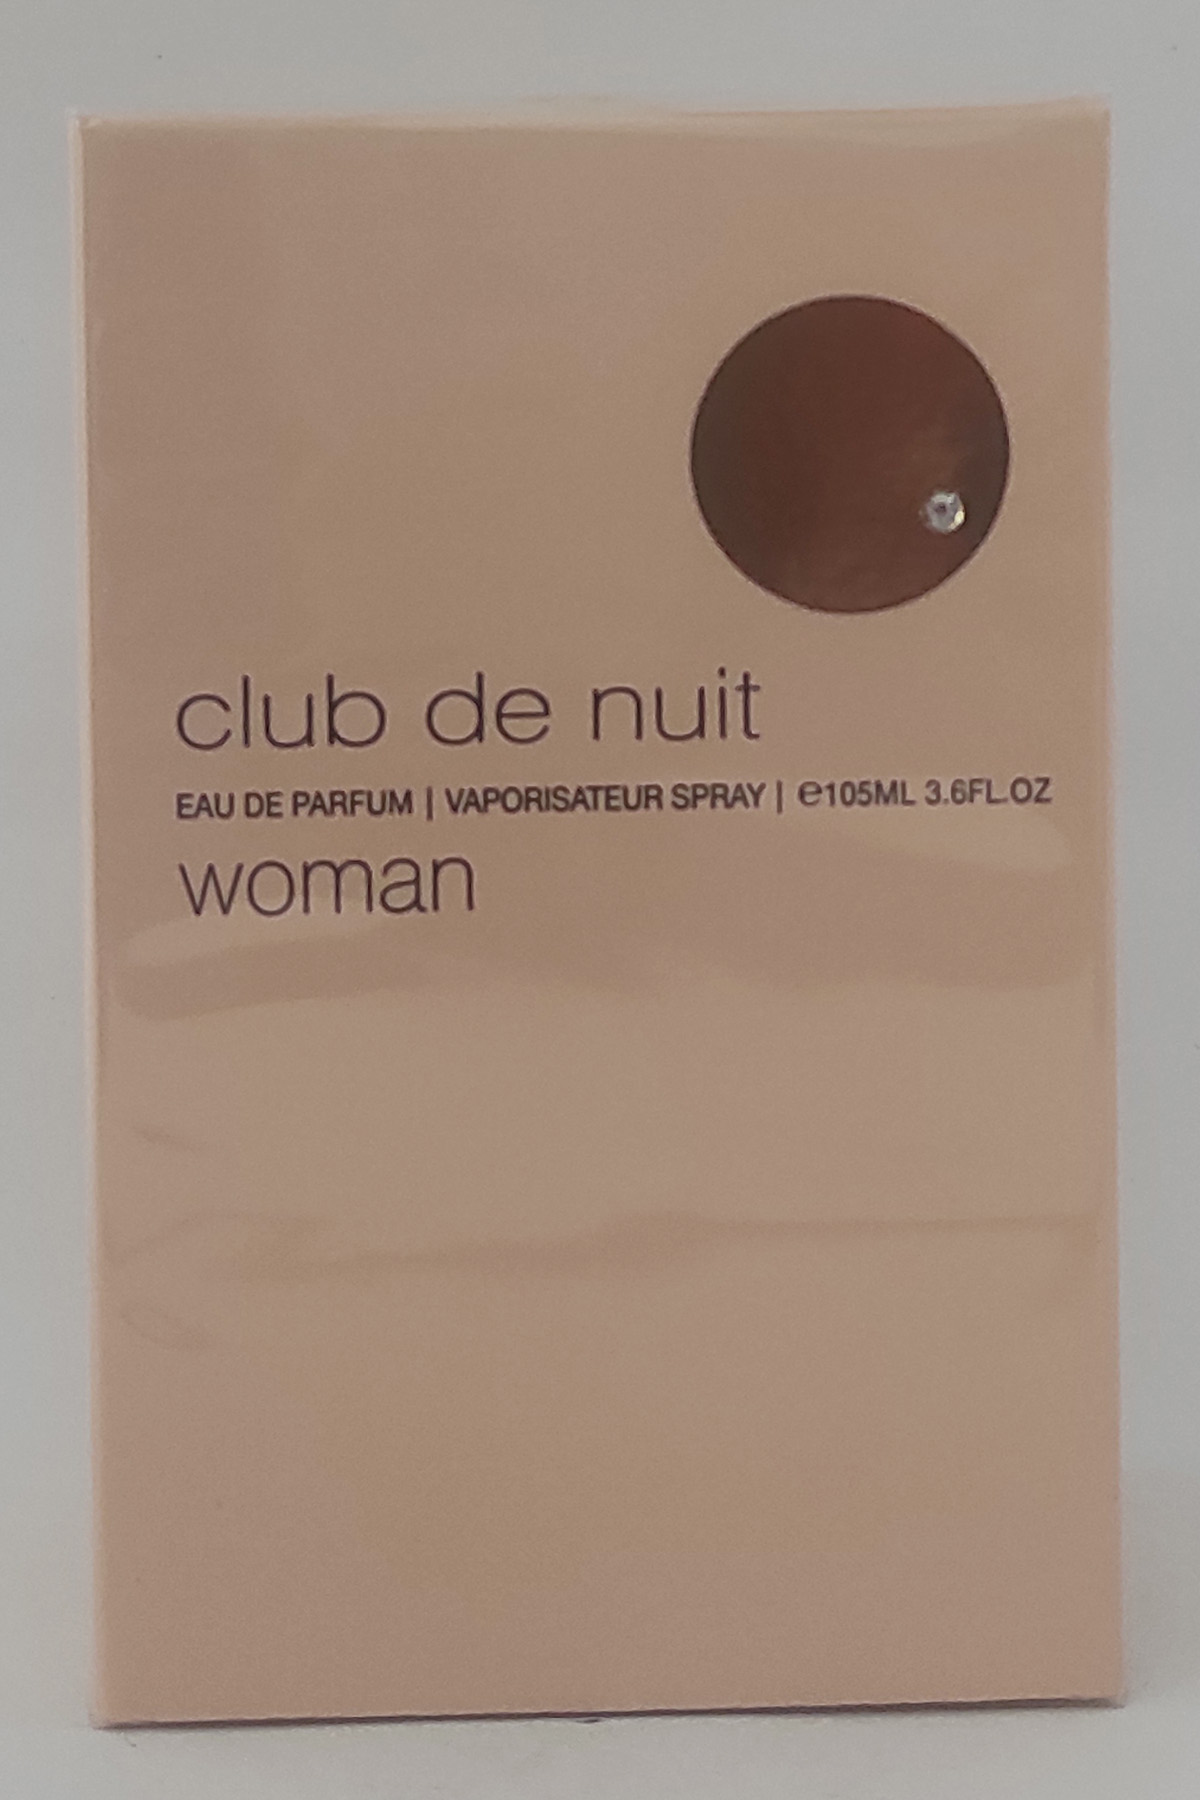 club de nuit
EAU DE PARFUM | VAPORISATEUR SPRAY | ℮105ML 3.6FL.OZ
woman